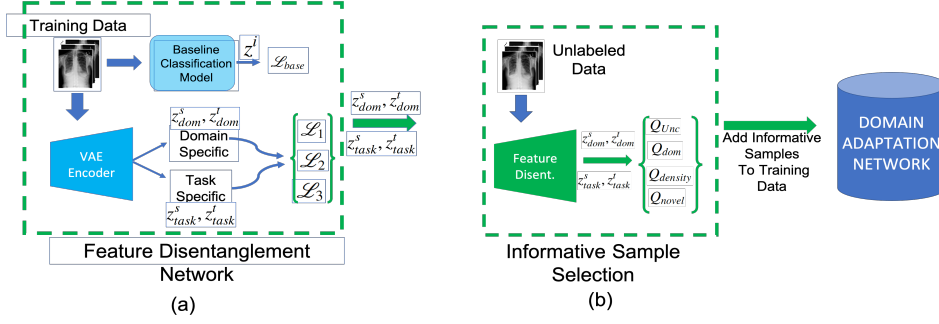 Training Data
Baseline
Classification
Model
z^i
ℒ_base
z^s_dom, z^t_dom
Domain
Specific
VAE
Encoder
Task
Specific
z^s_task, z^t_task
ℒ_1
ℒ_2
ℒ_3
z^s_dom, z^t_dom
z^s_task, z^t_task
Feature Disentanglement
Network
(a)
Unlabeled
Data
Feature
Disent.
z^s_dom, z^t_dom
z^s_task, z^t_task
Q_Unc
Q_dom
Q_density
Q_novel
Informative Sample
Selection
(b)
Add Informative
Samples
To Training
Data
DOMAIN
ADAPTATION
NETWORK